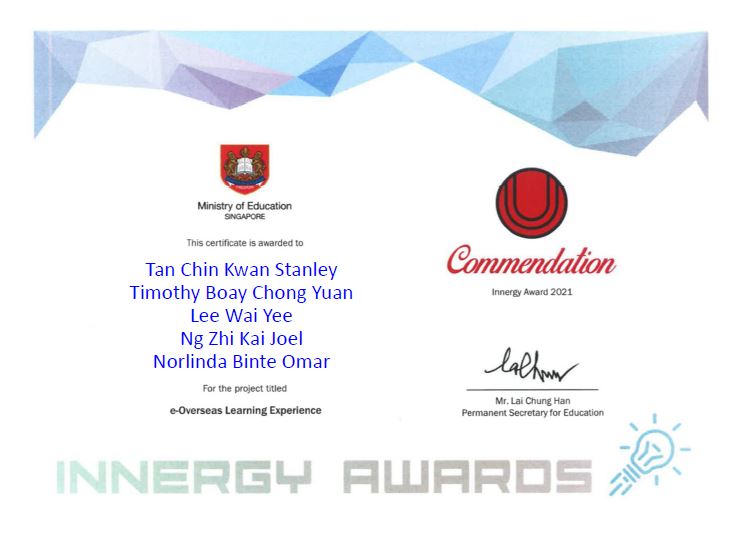 Ministry of Education
SINGAPORE
This certificate is awarded to
Tan Chin Kwan Stanley
Timothy Boay Chong Yuan
Lee Wai Yee
Ng Zhi Kai Joel
Norlinda Binte Omar
For the project titled
e-Overseas Learning Experience
Commendation
Innergy Award 2021
Mr. Lai Chung Han
Permanent Secretary for Education
INNERGY AWARDS